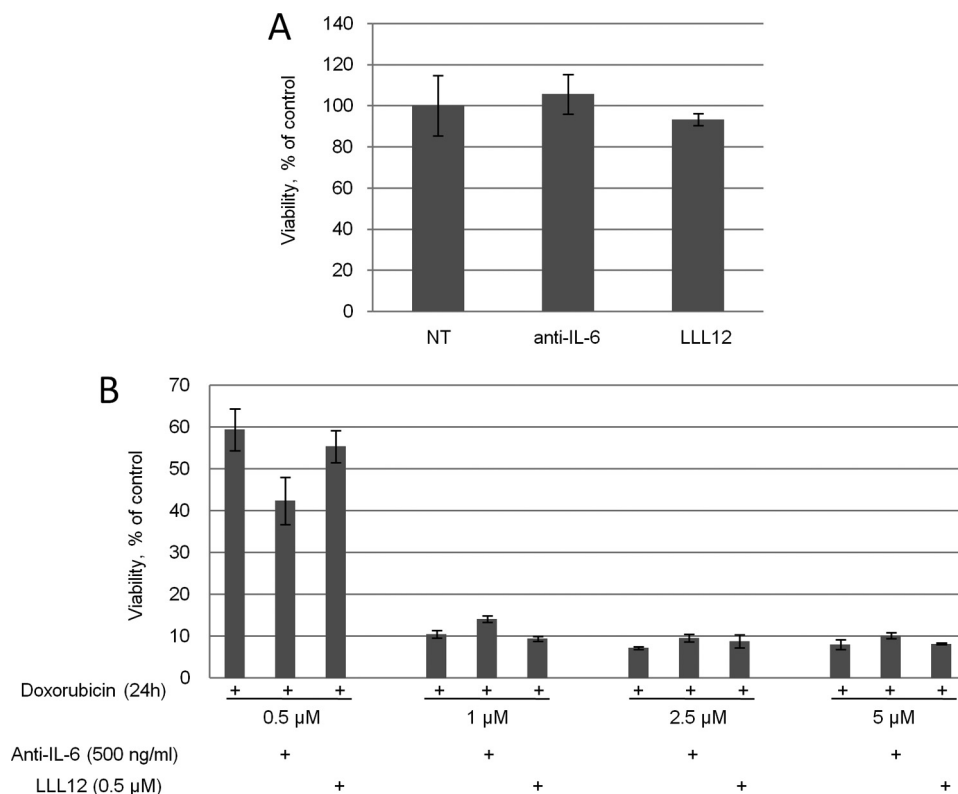 A
Viability, % of control
140
120
100
80
60
40
20
0
NT anti-IL-6 LLL12
B
Viability, % of control
70
60
50
40
30
20
10
0
Doxorubicin (24h) + + + + + + + + + + + +
0.5 µM 1 µM 2.5 µM 5 µM
Anti-IL-6 (500 ng/ml) + + + +
LLL12 (0.5 µM) + + + +